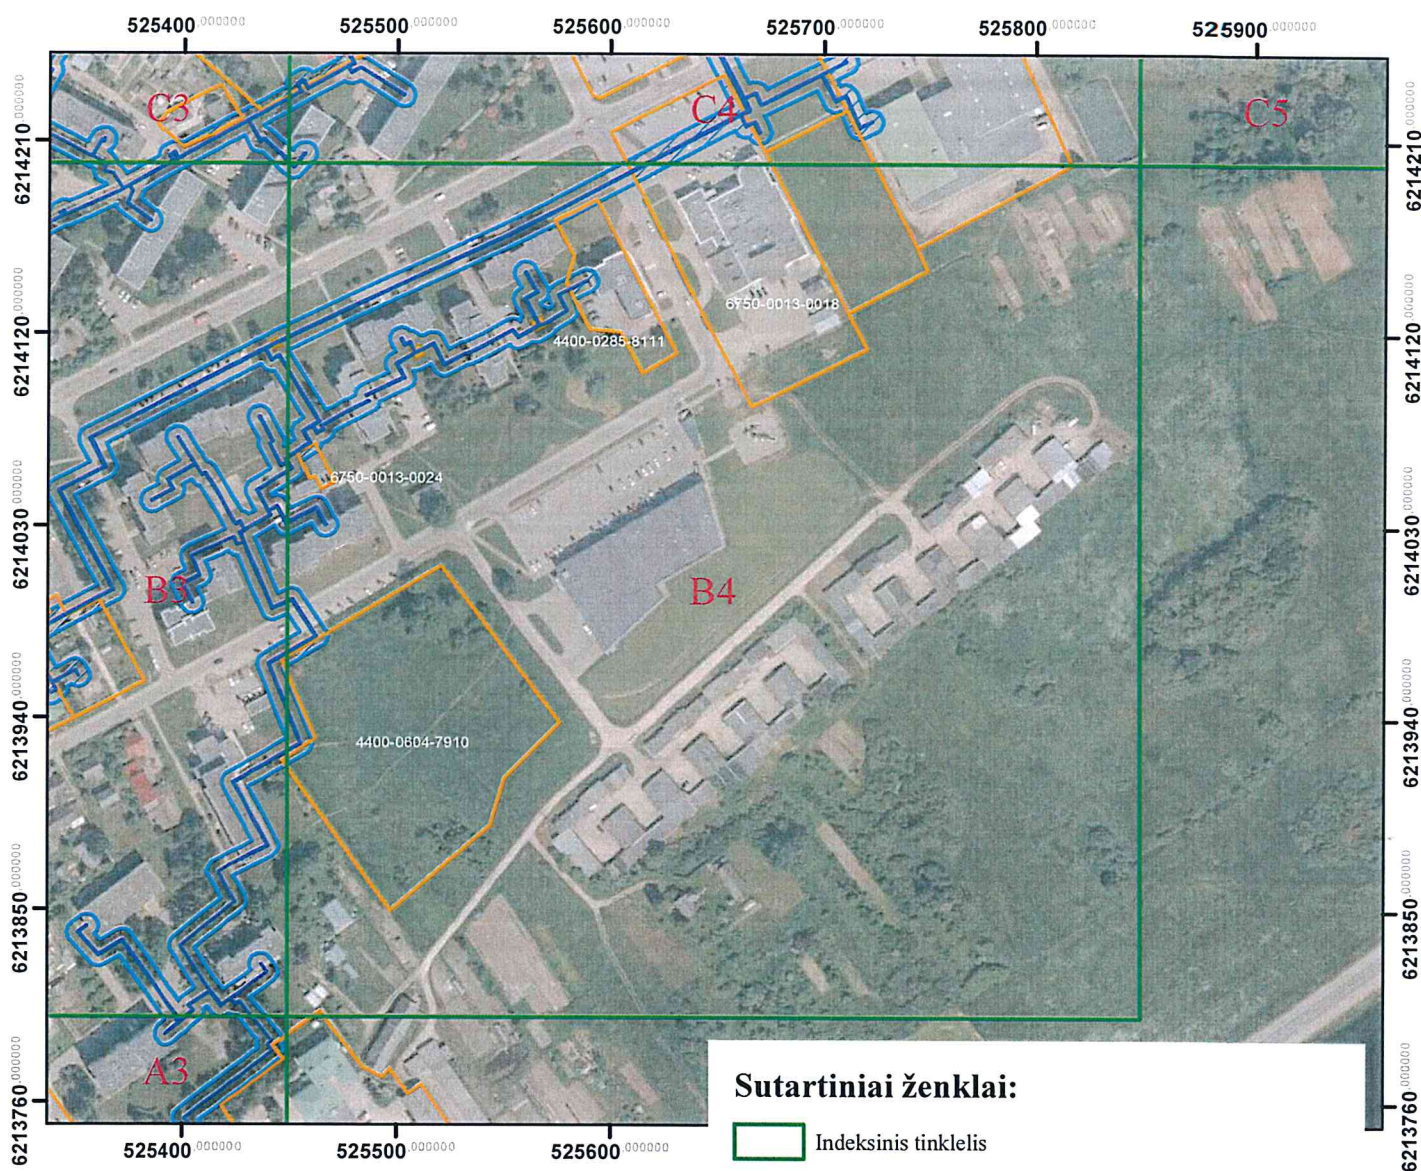 525400,000000 525500,000000 525600,000000 525700,000000 525800,000000 525900,000000
C3 C4 C5
6214210,000000 6214210,000000
6750-0013-0018
6214120,000000 6214120,000000
4400-0285-8111
6750-0013-0024
6214030,000000 6214030,000000
B3 B4
6213940,000000 6213940,000000
4400-0604-7910
6213850,000000 6213850,000000
A3
6213760,000000 6213760,000000
Sutartiniai ženklai:
Indeksinis tinklelis
525400,000000 525500,000000 525600,000000